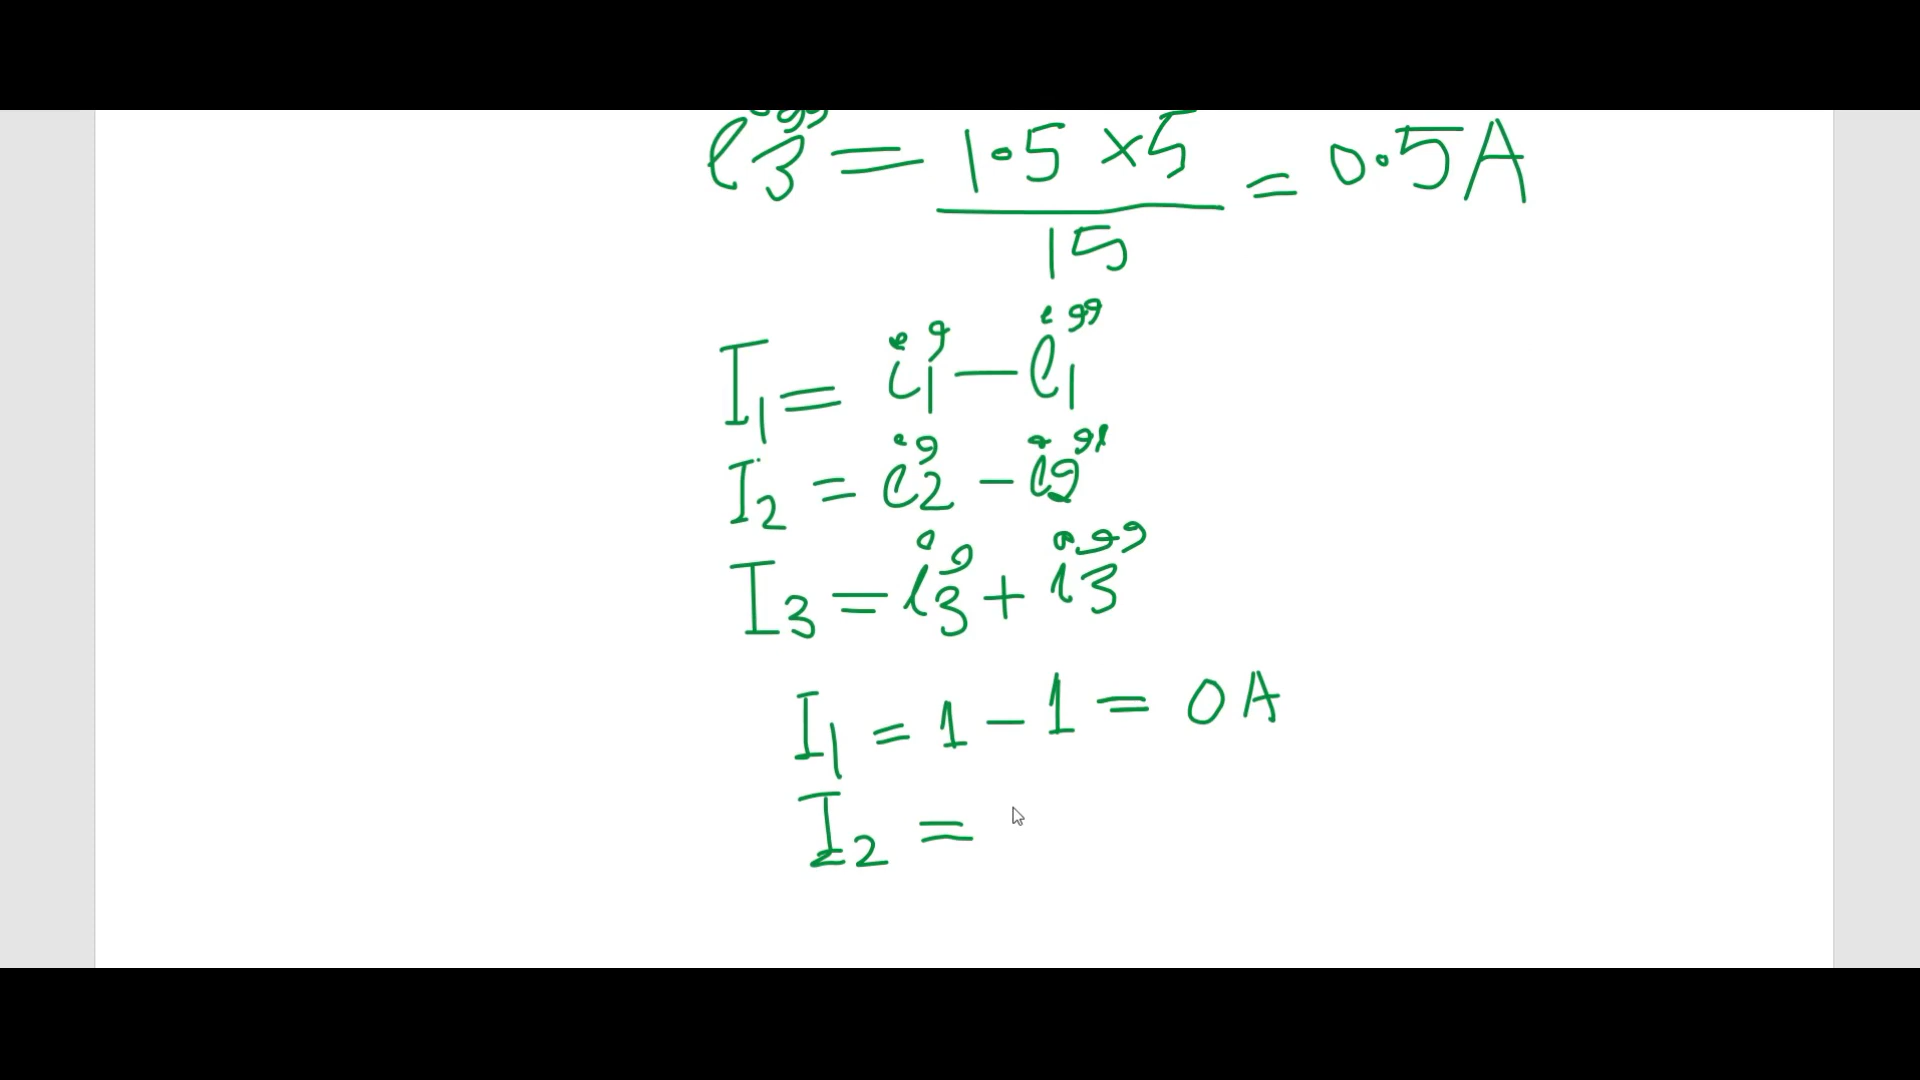 i₃'' = 1.5 × 5 / 15 = 0.5A
I₁ = i₁' − i₁''
I₂ = i₂' − i₂''
I₃ = i₃' + i₃''
I₁ = 1 − 1 = 0 A
I₂ =